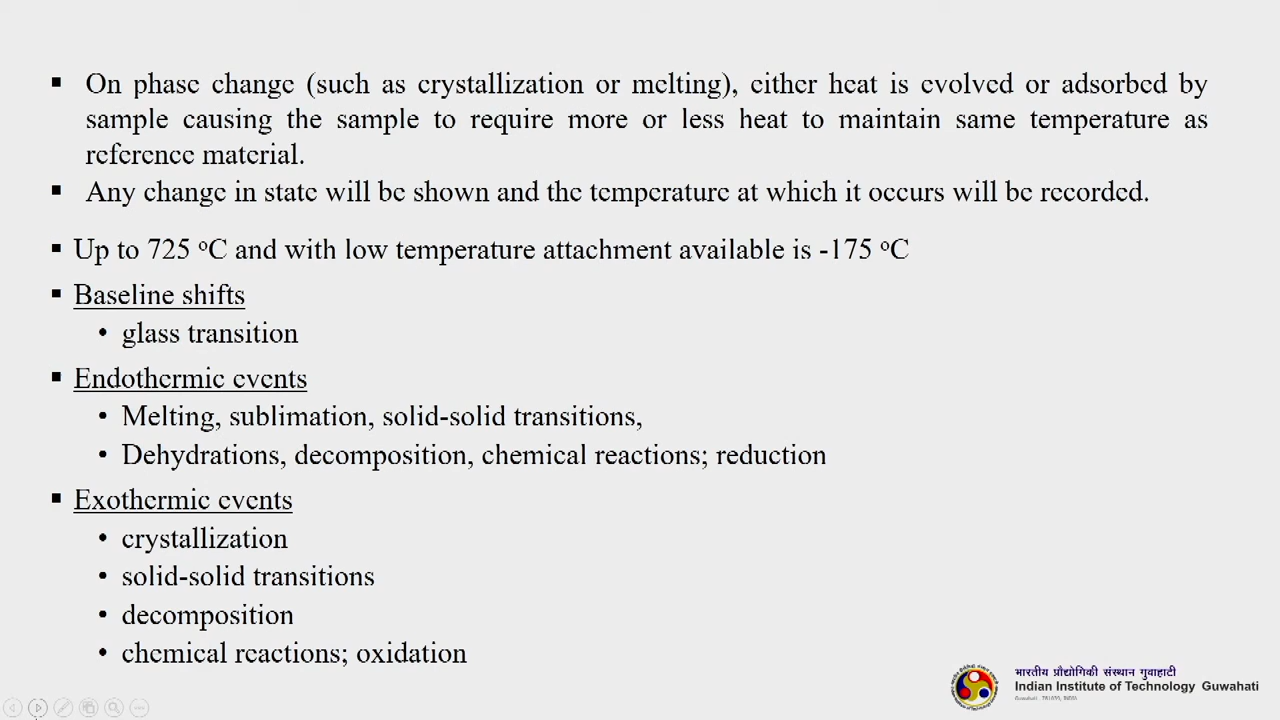 ▪ On phase change (such as crystallization or melting), either heat is evolved or adsorbed by
sample causing the sample to require more or less heat to maintain same temperature as
reference material.
▪ Any change in state will be shown and the temperature at which it occurs will be recorded.
▪ Up to 725 °C and with low temperature attachment available is -175 °C
▪ Baseline shifts
• glass transition
▪ Endothermic events
• Melting, sublimation, solid-solid transitions,
• Dehydrations, decomposition, chemical reactions; reduction
▪ Exothermic events
• crystallization
• solid-solid transitions
• decomposition
• chemical reactions; oxidation
भारतीय प्रौद्योगिकी संस्थान गुवाहाटी
Indian Institute of Technology Guwahati